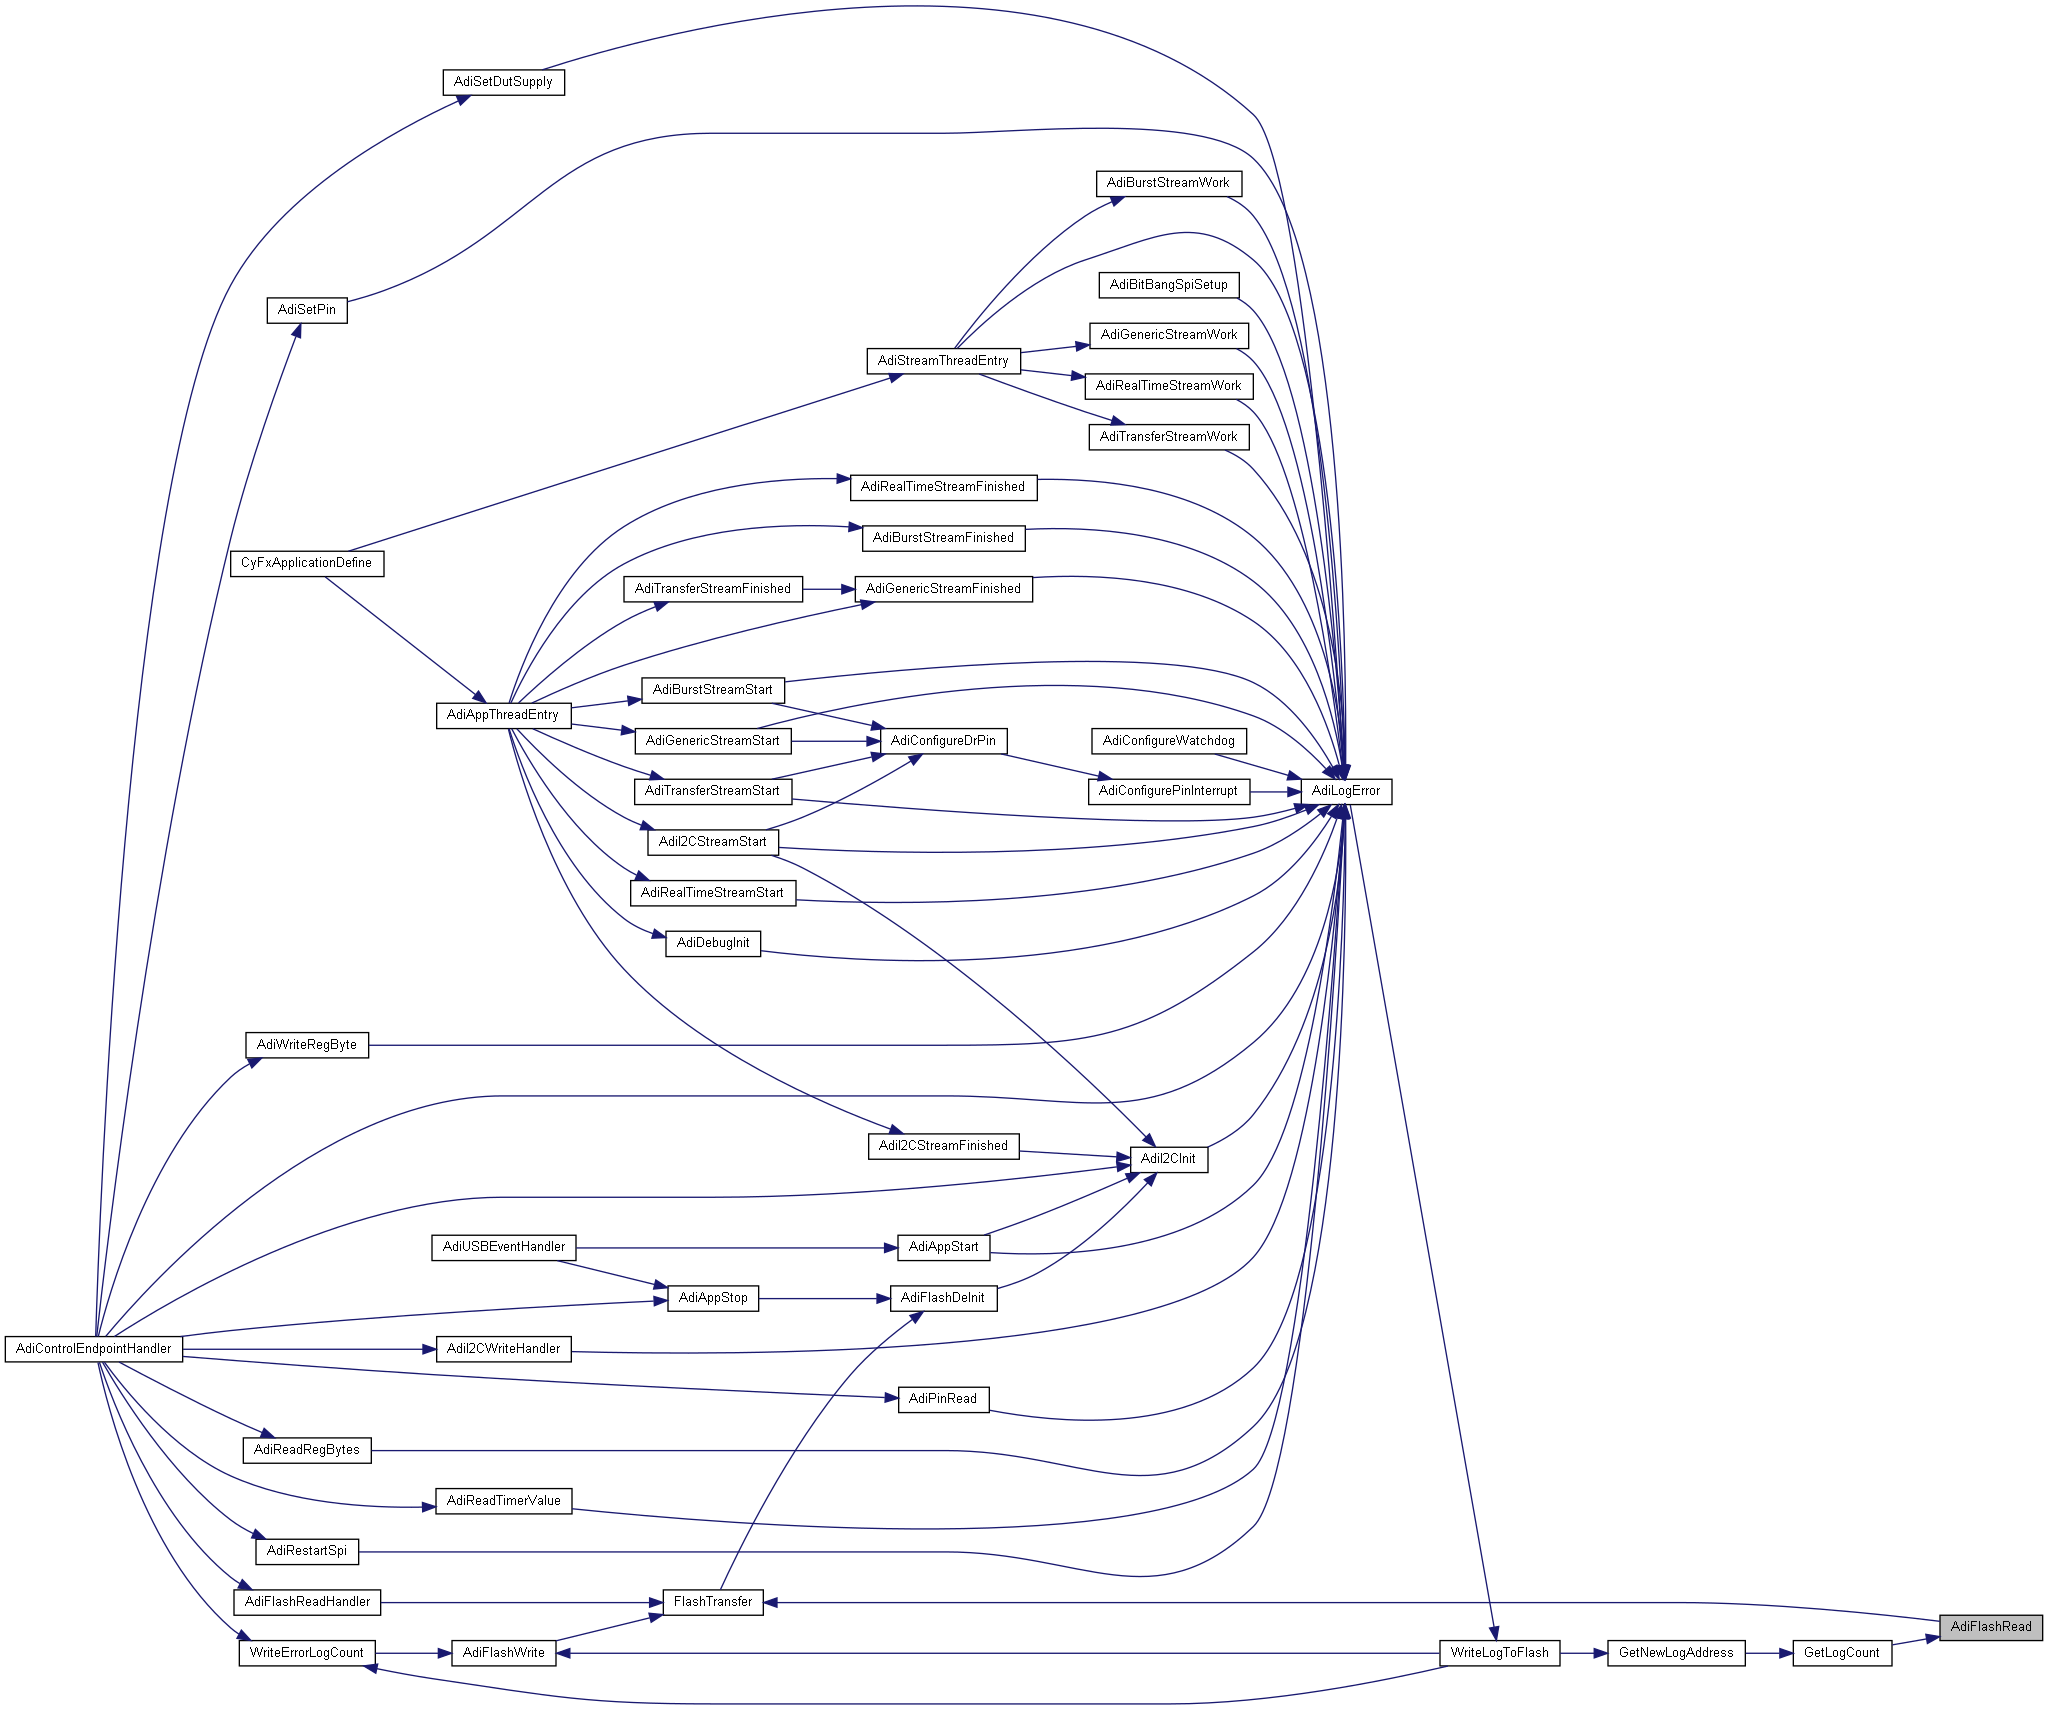 AdiSetDutSupply
AdiBurstStreamWork
AdiBitBangSpiSetup
AdiSetPin
AdiGenericStreamWork
AdiStreamThreadEntry
AdiRealTimeStreamWork
AdiTransferStreamWork
AdiRealTimeStreamFinished
AdiBurstStreamFinished
CyFxApplicationDefine
AdiTransferStreamFinished
AdiGenericStreamFinished
AdiBurstStreamStart
AdiAppThreadEntry
AdiGenericStreamStart
AdiConfigureDrPin
AdiConfigureWatchdog
AdiTransferStreamStart
AdiConfigurePinInterrupt
AdiLogError
AdiI2CStreamStart
AdiRealTimeStreamStart
AdiDebugInit
AdiWriteRegByte
AdiI2CStreamFinished
AdiI2CInit
AdiUSBEventHandler
AdiAppStart
AdiAppStop
AdiFlashDeInit
AdiControlEndpointHandler
AdiI2CWriteHandler
AdiPinRead
AdiReadRegBytes
AdiReadTimerValue
AdiRestartSpi
AdiFlashReadHandler
FlashTransfer
AdiFlashRead
WriteErrorLogCount
AdiFlashWrite
WriteLogToFlash
GetNewLogAddress
GetLogCount